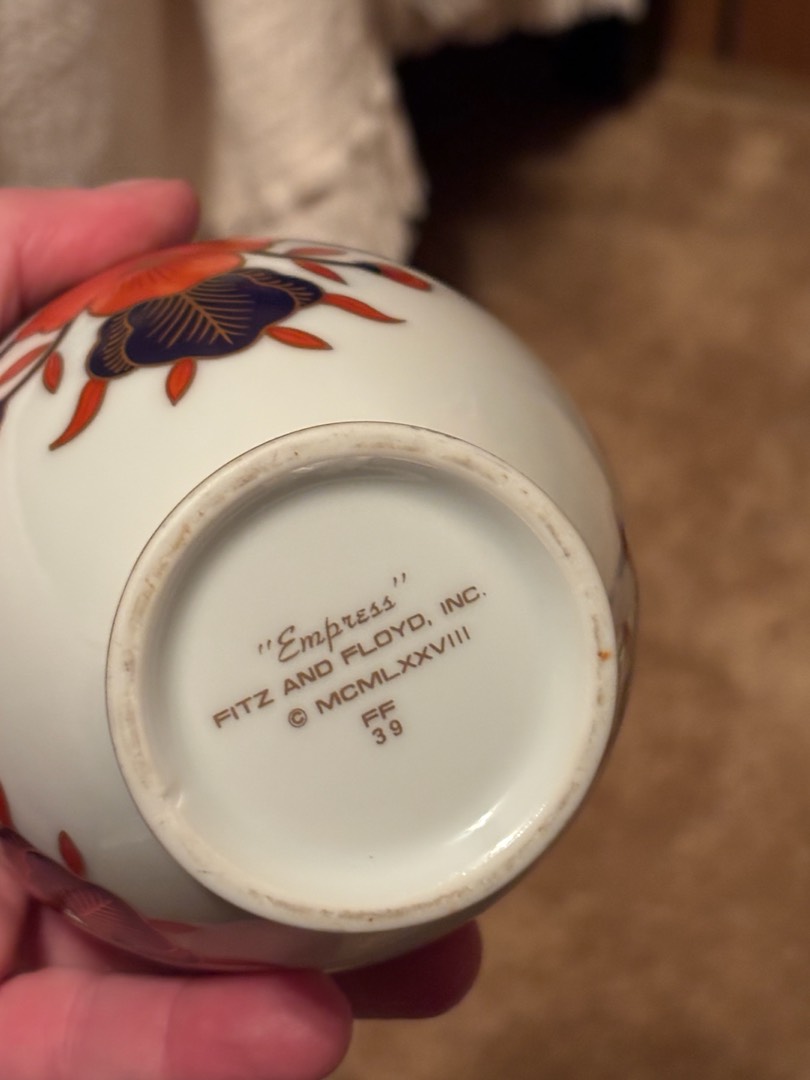 "Empress"
FITZ AND FLOYD, INC.
© MCMLXXVIII
FF
39